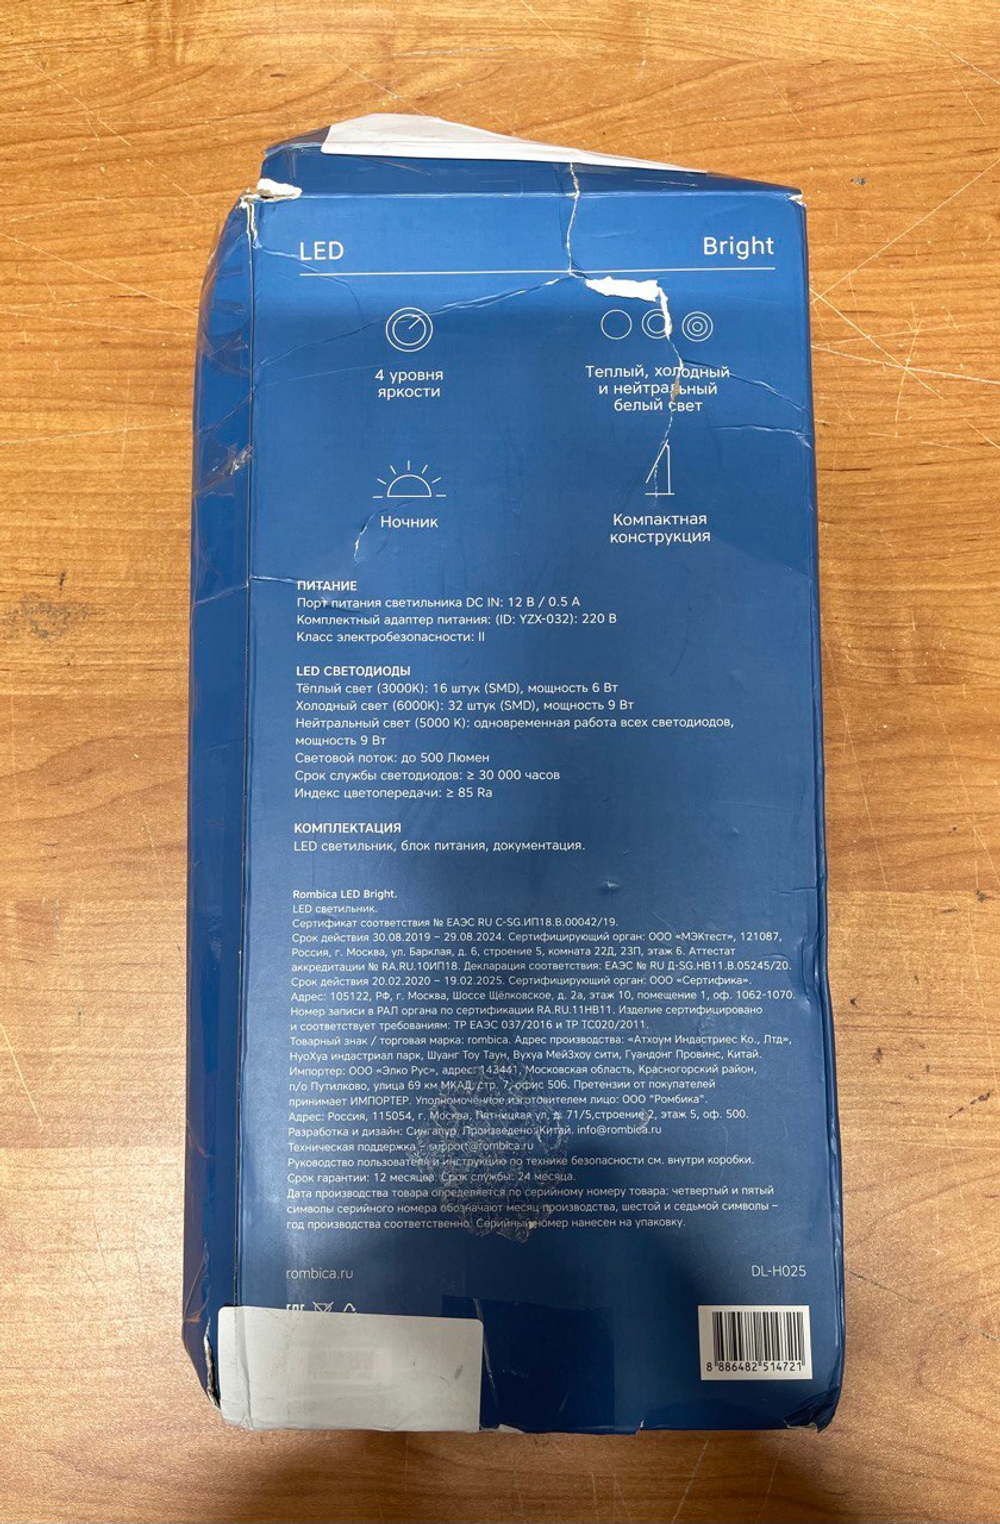 LED
Bright
4 уровня
яркости
Теплый, холодный
и нейтральный
белый свет
Ночник
Компактная
конструкция
ПИТАНИЕ
Порт питания светильника DC IN: 12 В / 0.5 А
Комплектный адаптер питания: (ID: YZX-032): 220 В
Класс электробезопасности: II
LED СВЕТОДИОДЫ
Тёплый свет (3000K): 16 штук (SMD), мощность 6 Вт
Холодный свет (6000K): 32 штук (SMD), мощность 9 Вт
Нейтральный свет (5000 K): одновременная работа всех светодиодов,
мощность 9 Вт
Световой поток: до 500 Люмен
Срок службы светодиодов: ≥ 30 000 часов
Индекс цветопередачи: ≥ 85 Ra
КОМПЛЕКТАЦИЯ
LED светильник, блок питания, документация.
Rombica LED Bright.
LED светильник.
Сертификат соответствия № ЕАЭС RU C-SG.ИП18.В.00042/19.
Срок действия 30.08.2019 – 29.08.2024. Сертифицирующий орган: ООО «МЭКтест», 121087,
Россия, г. Москва, ул. Барклая, д. 6, строение 5, комната 22Д, 23П, этаж 6. Аттестат
аккредитации № RA.RU.10ИП18. Декларация соответствия: ЕАЭС № RU Д-SG.НВ11.В.05245/20.
Срок действия 20.02.2020 – 19.02.2025. Сертифицирующий орган: ООО «Сертифика».
Адрес: 105122, РФ, г. Москва, Шоссе Щёлковское, д. 2а, этаж 10, помещение 1, оф. 1062-1070.
Номер записи в РАЛ органа по сертификации RA.RU.11НВ11. Изделие сертифицировано
и соответствует требованиям: ТР ЕАЭС 037/2016 и ТР ТС020/2011.
Товарный знак / торговая марка: rombica. Адрес производства: «Атхоум Индастриес Ко., Лтд»,
НуоХуа индастриал парк, Шуанг Тоу Таун, Вухуа МейЗхоу сити, Гуандонг Провинс, Китай.
Импортер: ООО «Элко Рус», адрес: 143441, Московская область, Красногорский район,
п/о Путилково, улица 69 км МКАД, стр. 7, офис 506. Претензии от покупателей
принимает ИМПОРТЕР. Уполномоченное изготовителем лицо: ООО "Ромбика".
Адрес: Россия, 115054, г. Москва, Пятницкая ул, д. 71/5,строение 2, этаж 5, оф. 500.
Разработка и дизайн: Сингапур. Произведено: Китай. info@rombica.ru
Техническая поддержка – support@rombica.ru
Руководство пользователя и инструкцию по технике безопасности см. внутри коробки.
Срок гарантии: 12 месяцев. Срок службы: 24 месяца.
Дата производства товара определяется по серийному номеру товара: четвертый и пятый
символы серийного номера обозначают месяц производства, шестой и седьмой символы –
год производства соответственно. Серийный номер нанесен на упаковку.
rombica.ru
DL-H025
8 886482 514721